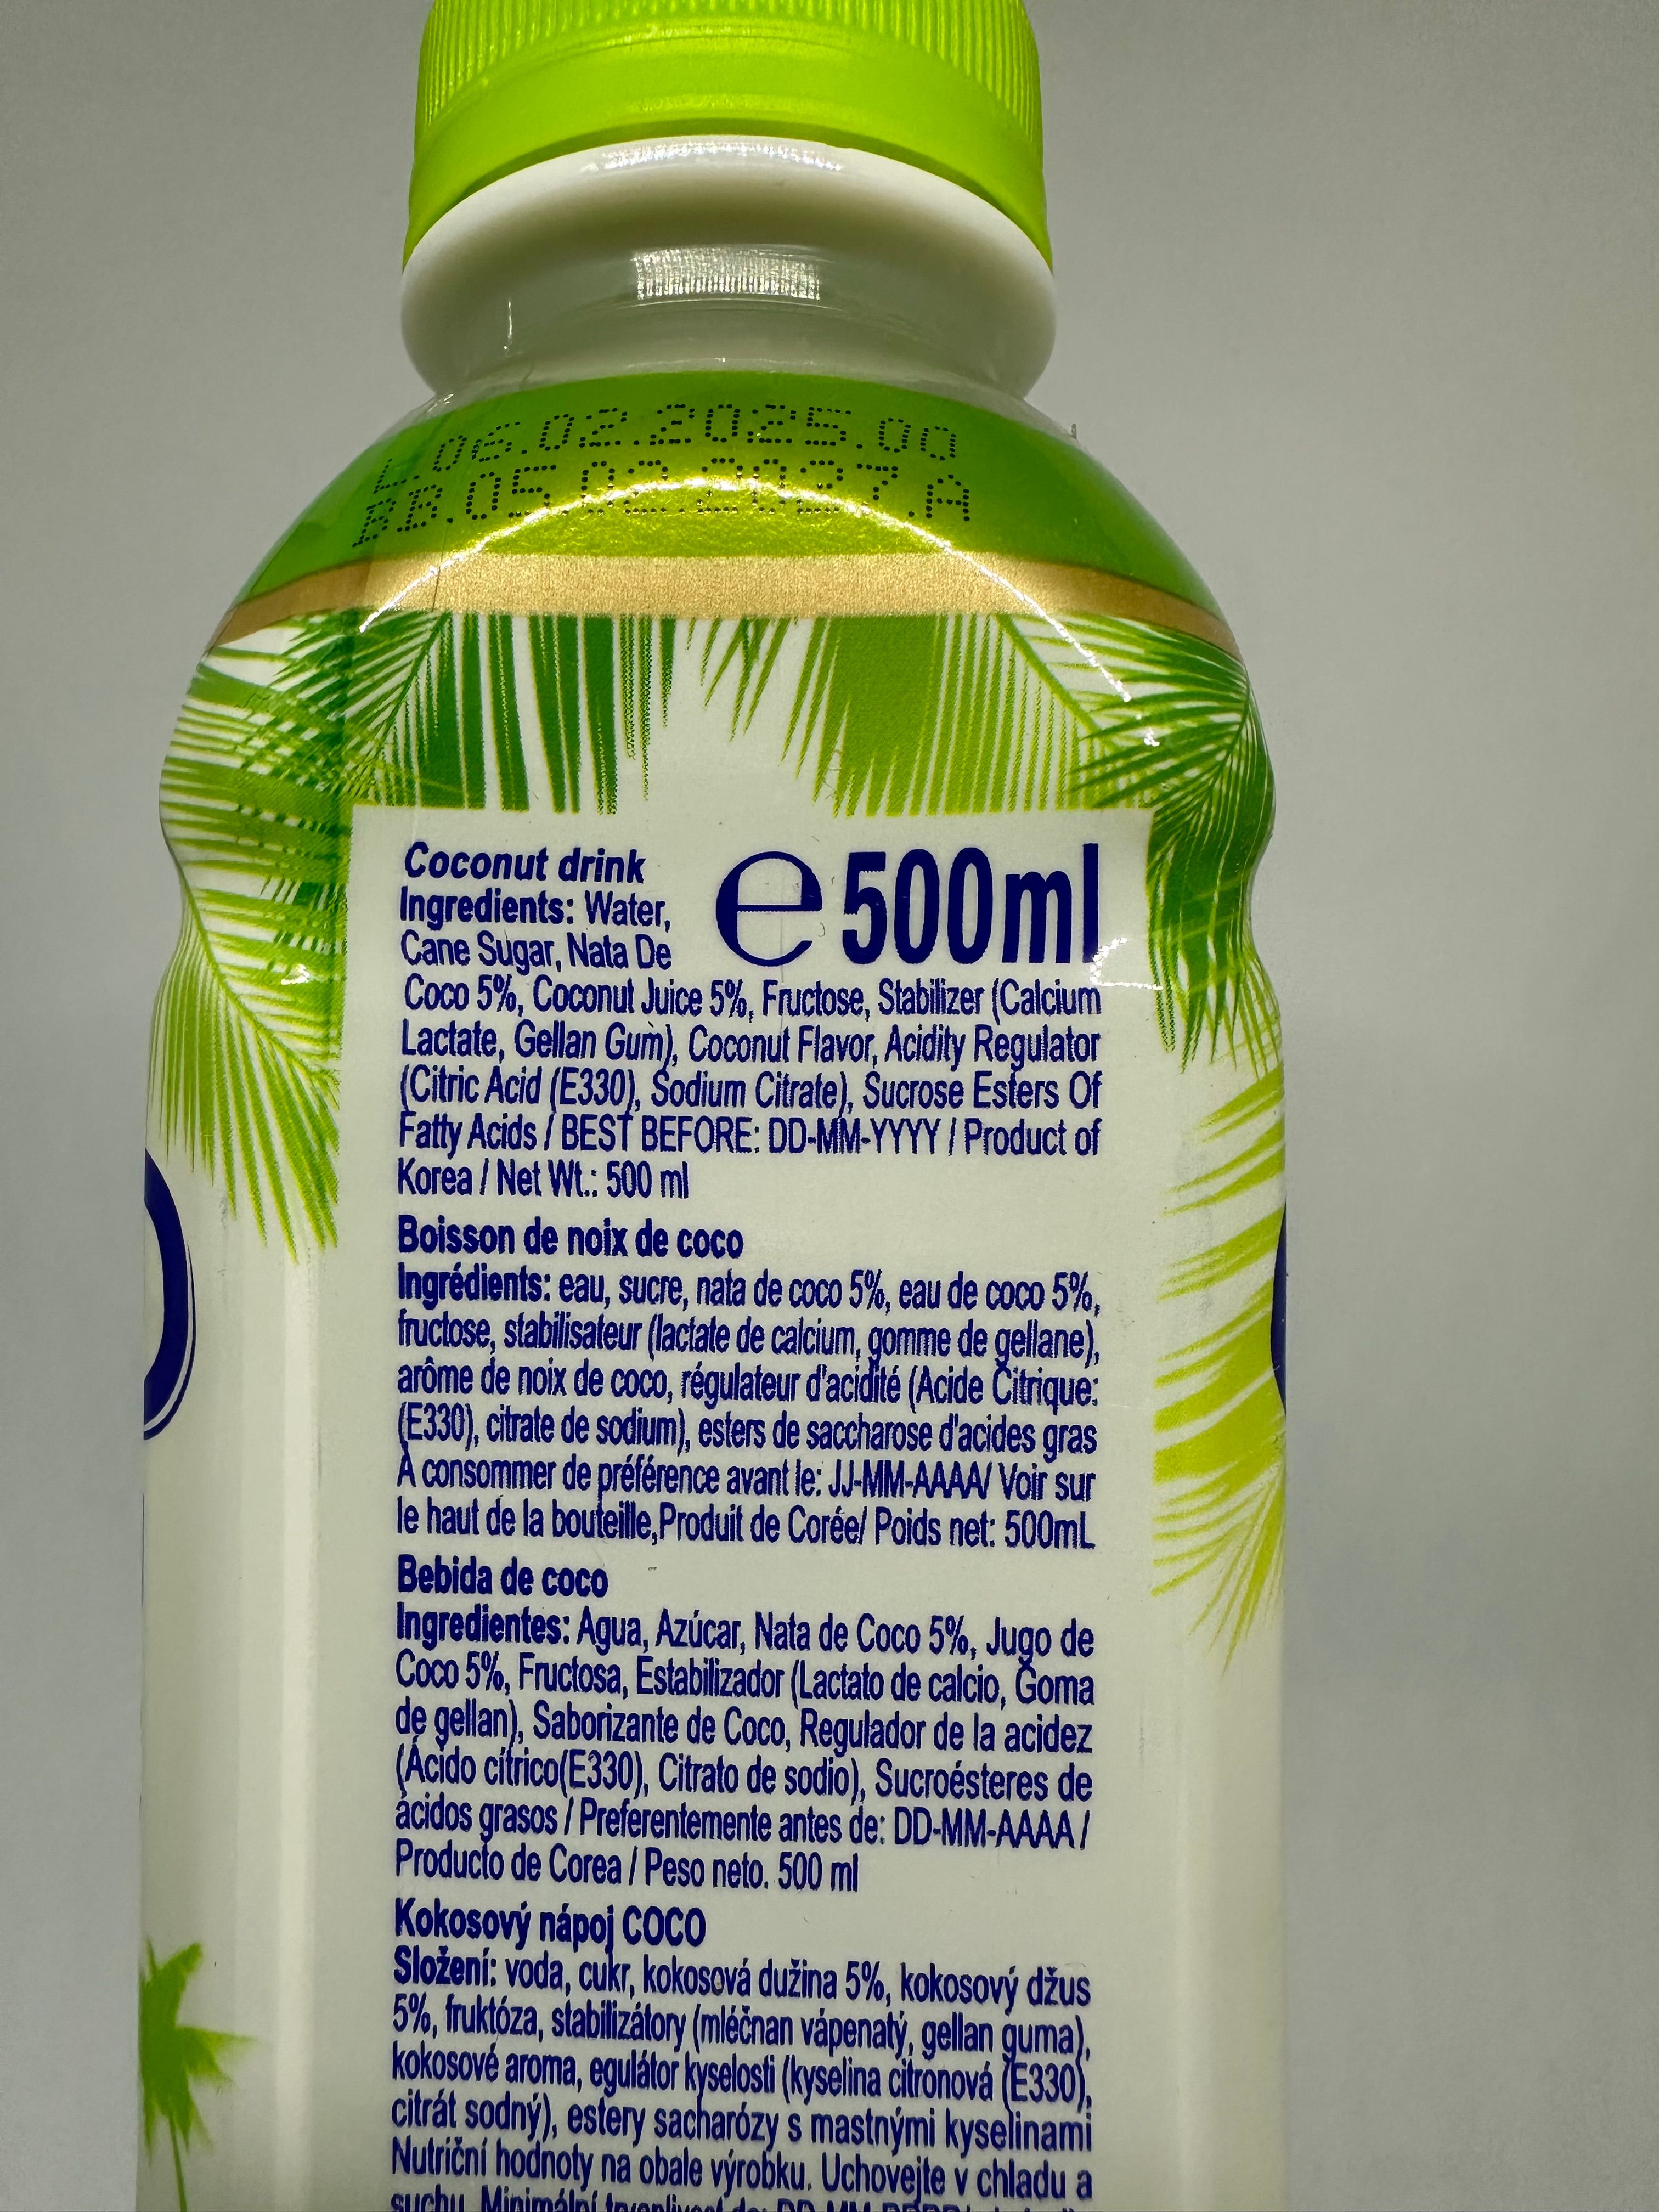 L.06.02.2025.00
BB.05.02.2027.A
Coconut drink
e 500ml
Ingredients: Water,
Cane Sugar, Nata De
Coco 5%, Coconut Juice 5%, Fructose, Stabilizer (Calcium
Lactate, Gellan Gum), Coconut Flavor, Acidity Regulator
(Citric Acid (E330), Sodium Citrate), Sucrose Esters Of
Fatty Acids / BEST BEFORE: DD-MM-YYYY / Product of
Korea / Net Wt.: 500 ml
Boisson de noix de coco
Ingrédients: eau, sucre, nata de coco 5%, eau de coco 5%,
fructose, stabilisateur (lactate de calcium, gomme de gellane),
arôme de noix de coco, régulateur d'acidité (Acide Citrique:
(E330), citrate de sodium), esters de saccharose d'acides gras
À consommer de préférence avant le: JJ-MM-AAAA/ Voir sur
le haut de la bouteille,Produit de Corée/ Poids net: 500mL
Bebida de coco
Ingredientes: Agua, Azúcar, Nata de Coco 5%, Jugo de
Coco 5%, Fructosa, Estabilizador (Lactato de calcio, Goma
de gellan), Saborizante de Coco, Regulador de la acidez
(Ácido cítrico(E330), Citrato de sodio), Sucroésteres de
ácidos grasos / Preferentemente antes de: DD-MM-AAAA /
Producto de Corea / Peso neto. 500 ml
Kokosový nápoj COCO
Složení: voda, cukr, kokosová dužina 5%, kokosový džus
5%, fruktóza, stabilizátory (mléčnan vápenatý, gellan guma),
kokosové aroma, egulátor kyselosti (kyselina citronová (E330),
citrát sodný), estery sacharózy s mastnými kyselinami
Nutriční hodnoty na obale výrobku. Uchovejte v chladu a
suchu. Minimální trvanlivost do: DD-MM-RRRR/